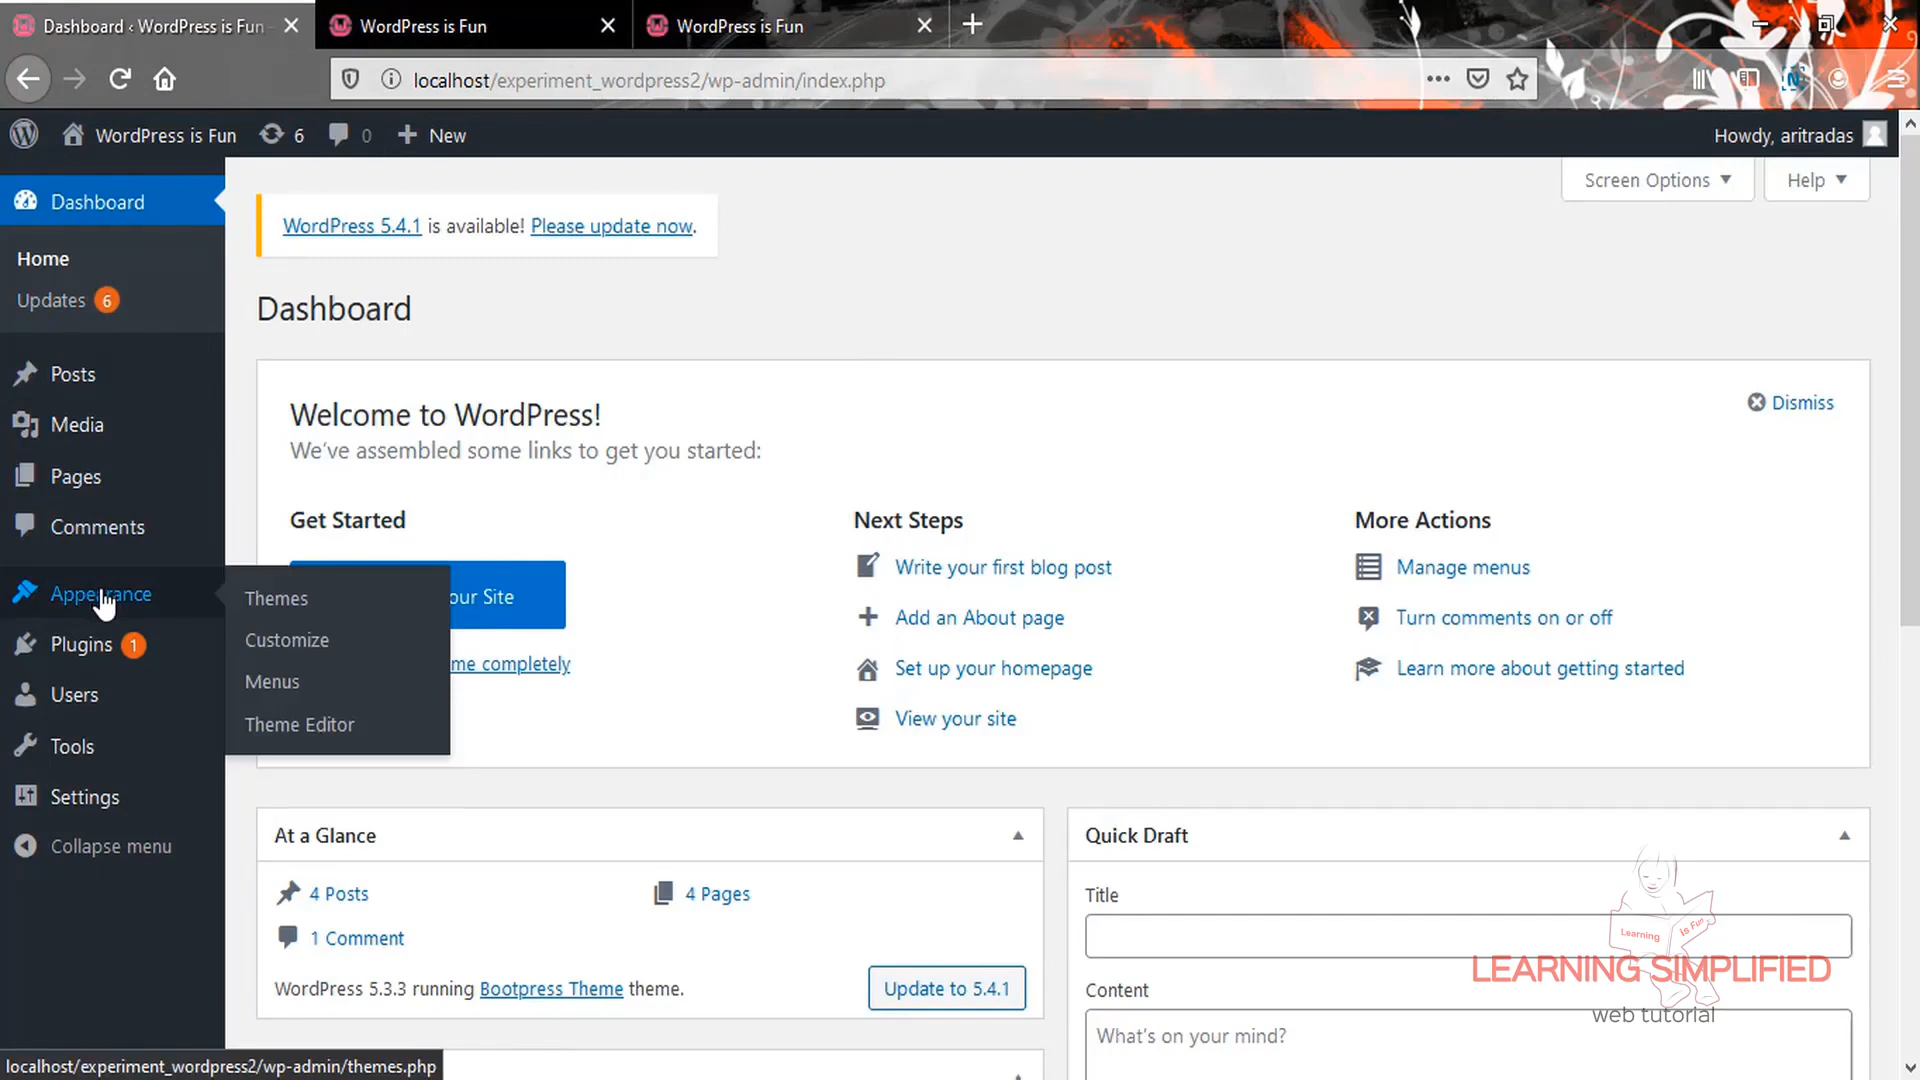 Dashboard ‹ WordPress is Fun
WordPress is Fun
WordPress is Fun
localhost/experiment_wordpress2/wp-admin/index.php
WordPress is Fun 6 0 New
Howdy, aritradas
Dashboard
Home
Updates 6
Posts
Media
Pages
Comments
Appearance
Plugins 1
Users
Tools
Settings
Collapse menu
Themes
Customize
Menus
Theme Editor
Screen Options
Help
WordPress 5.4.1 is available! Please update now.
Dashboard
Welcome to WordPress!
We've assembled some links to get you started:
Dismiss
Get Started
our Site
me completely
Next Steps
Write your first blog post
Add an About page
Set up your homepage
View your site
More Actions
Manage menus
Turn comments on or off
Learn more about getting started
At a Glance
4 Posts
4 Pages
1 Comment
WordPress 5.3.3 running Bootpress Theme theme.
Update to 5.4.1
Quick Draft
Title
Content
What's on your mind?
Learning is Fun
LEARNING SIMPLIFIED
web tutorial
localhost/experiment_wordpress2/wp-admin/themes.php